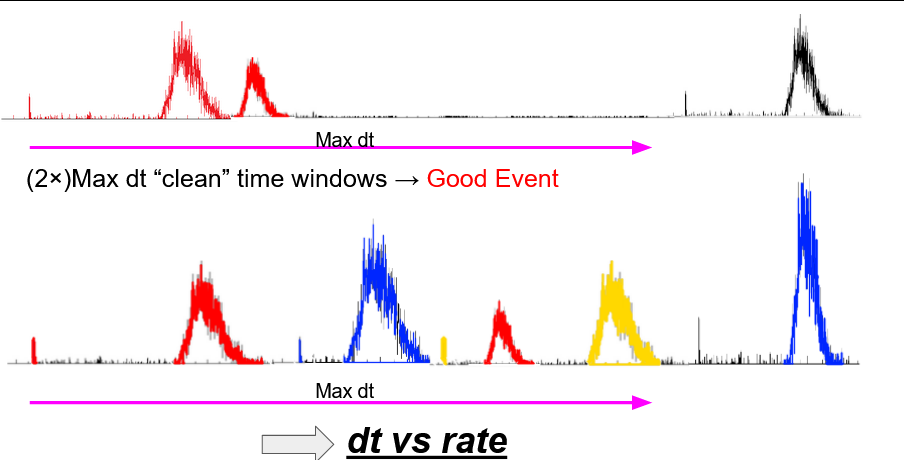 Max dt
(2×)Max dt “clean” time windows → Good Event
Max dt
dt vs rate